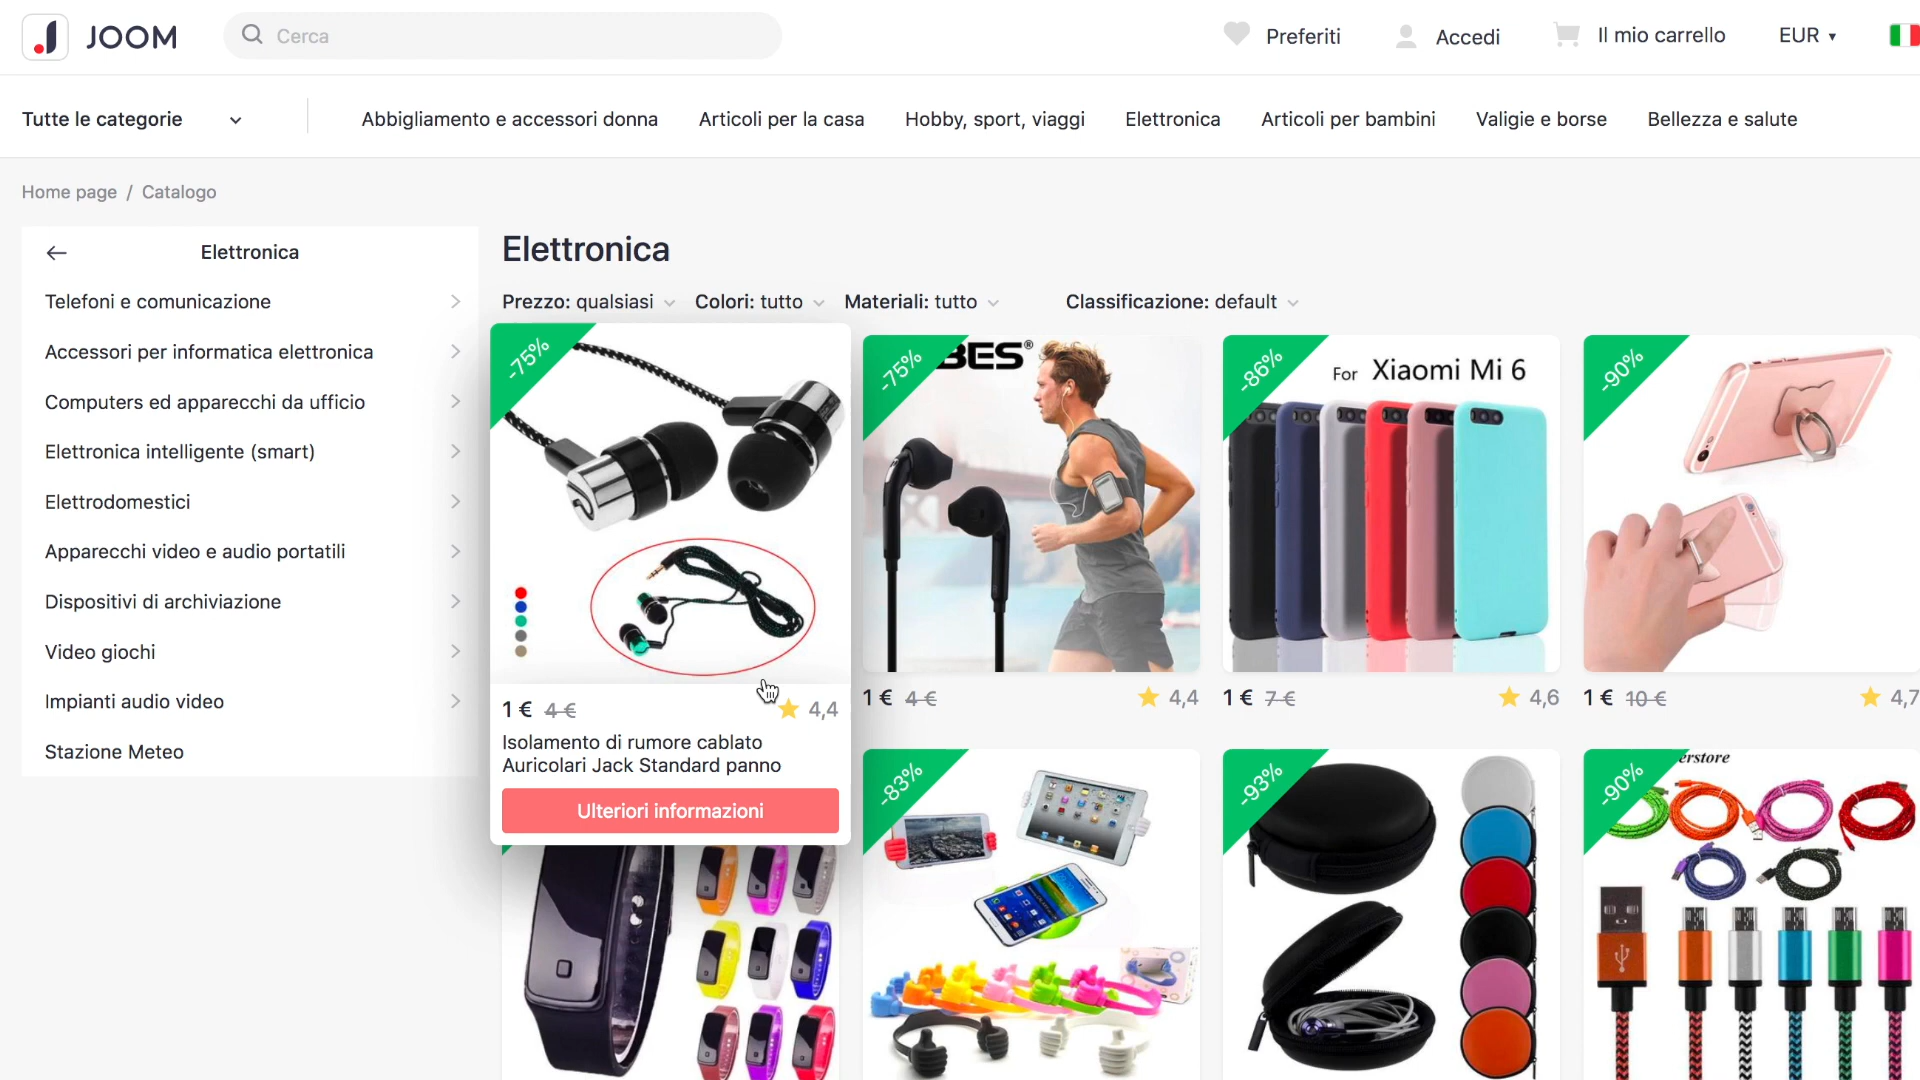 JOOM
Cerca
Preferiti
Accedi
Il mio carrello
EUR
Tutte le categorie
Abbigliamento e accessori donna
Articoli per la casa
Hobby, sport, viaggi
Elettronica
Articoli per bambini
Valigie e borse
Bellezza e salute
Home page / Catalogo
Elettronica
Telefoni e comunicazione
Accessori per informatica elettronica
Computers ed apparecchi da ufficio
Elettronica intelligente (smart)
Elettrodomestici
Apparecchi video e audio portatili
Dispositivi di archiviazione
Video giochi
Impianti audio video
Stazione Meteo
Elettronica
Prezzo: qualsiasi
Colori: tutto
Materiali: tutto
Classificazione: default
-75%
1 € 4 €
4,4
Isolamento di rumore cablato
Auricolari Jack Standard panno
Ulteriori informazioni
-75%
BES®
1 € 4 €
4,4
-86%
For Xiaomi Mi 6
1 € 7 €
4,6
-90%
1 € 10 €
4,7
-83%
-93%
-90%
erstore